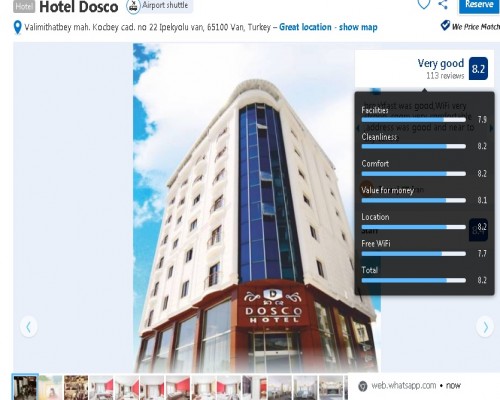 Hotel Hotel Dosco Airport shuttle Reserve
Valimithatbey mah. Kocbey cad. no 22 Ipekyolu van, 65100 Van, Turkey – Great location - show map We Price Match
Very good 8.2
113 reviews
Facilities 7.9
Cleanliness 8.2
Comfort 8.2
Value for money 8.1
Location 8.2
Free WiFi 7.7
Total 8.2
D
DOSCO
HOTEL
web.whatsapp.com • now